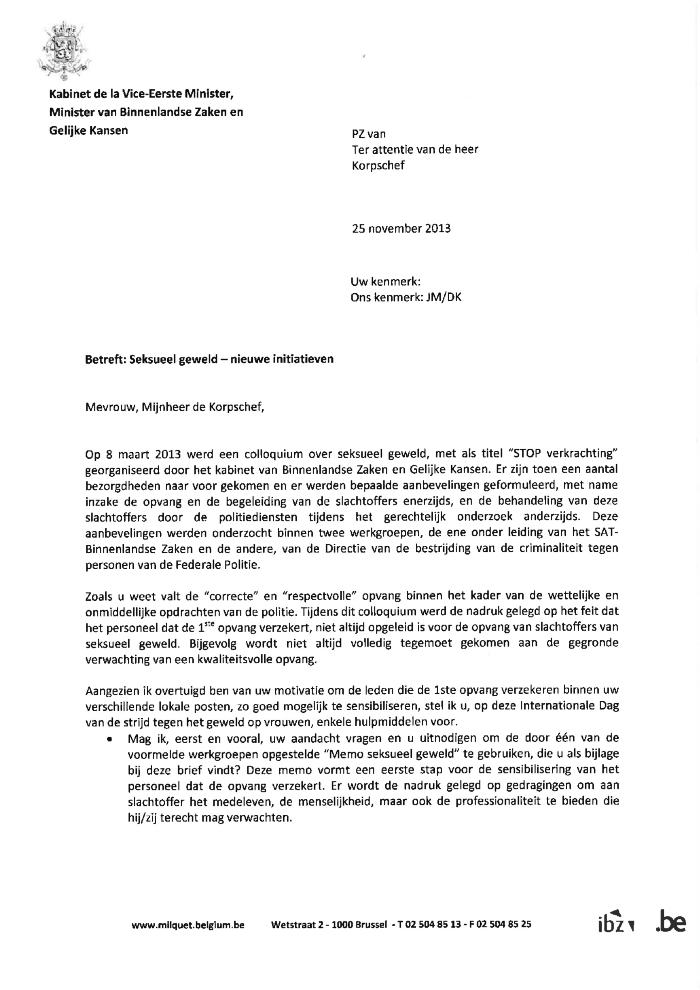 Kabinet de la Vice-Eerste Minister,
Minister van Binnenlandse Zaken en
Gelijke Kansen
PZ van
Ter attentie van de heer
Korpschef
25 november 2013
Uw kenmerk:
Ons kenmerk: JM/DK
Betreft: Seksueel geweld – nieuwe initiatieven
Mevrouw, Mijnheer de Korpschef,
Op 8 maart 2013 werd een colloquium over seksueel geweld, met als titel "STOP verkrachting"
georganiseerd door het kabinet van Binnenlandse Zaken en Gelijke Kansen. Er zijn toen een aantal
bezorgdheden naar voor gekomen en er werden bepaalde aanbevelingen geformuleerd, met name
inzake de opvang en de begeleiding van de slachtoffers enerzijds, en de behandeling van deze
slachtoffers door de politiediensten tijdens het gerechtelijk onderzoek anderzijds. Deze
aanbevelingen werden onderzocht binnen twee werkgroepen, de ene onder leiding van het SAT-
Binnenlandse Zaken en de andere, van de Directie van de bestrijding van de criminaliteit tegen
personen van de Federale Politie.
Zoals u weet valt de "correcte" en "respectvolle" opvang binnen het kader van de wettelijke en
onmiddellijke opdrachten van de politie. Tijdens dit colloquium werd de nadruk gelegd op het feit dat
het personeel dat de 1ste opvang verzekert, niet altijd opgeleid is voor de opvang van slachtoffers van
seksueel geweld. Bijgevolg wordt niet altijd volledig tegemoet gekomen aan de gegronde
verwachting van een kwaliteitsvolle opvang.
Aangezien ik overtuigd ben van uw motivatie om de leden die de 1ste opvang verzekeren binnen uw
verschillende lokale posten, zo goed mogelijk te sensibiliseren, stel ik u, op deze Internationale Dag
van de strijd tegen het geweld op vrouwen, enkele hulpmiddelen voor.
• Mag ik, eerst en vooral, uw aandacht vragen en u uitnodigen om de door één van de
voormelde werkgroepen opgestelde "Memo seksueel geweld" te gebruiken, die u als bijlage
bij deze brief vindt? Deze memo vormt een eerste stap voor de sensibilisering van het
personeel dat de opvang verzekert. Er wordt de nadruk gelegd op gedragingen om aan
slachtoffer het medeleven, de menselijkheid, maar ook de professionaliteit te bieden die
hij/zij terecht mag verwachten.
www.milquet.belgium.be Wetstraat 2 - 1000 Brussel - T 02 504 85 13 - F 02 504 85 25
ibz .be